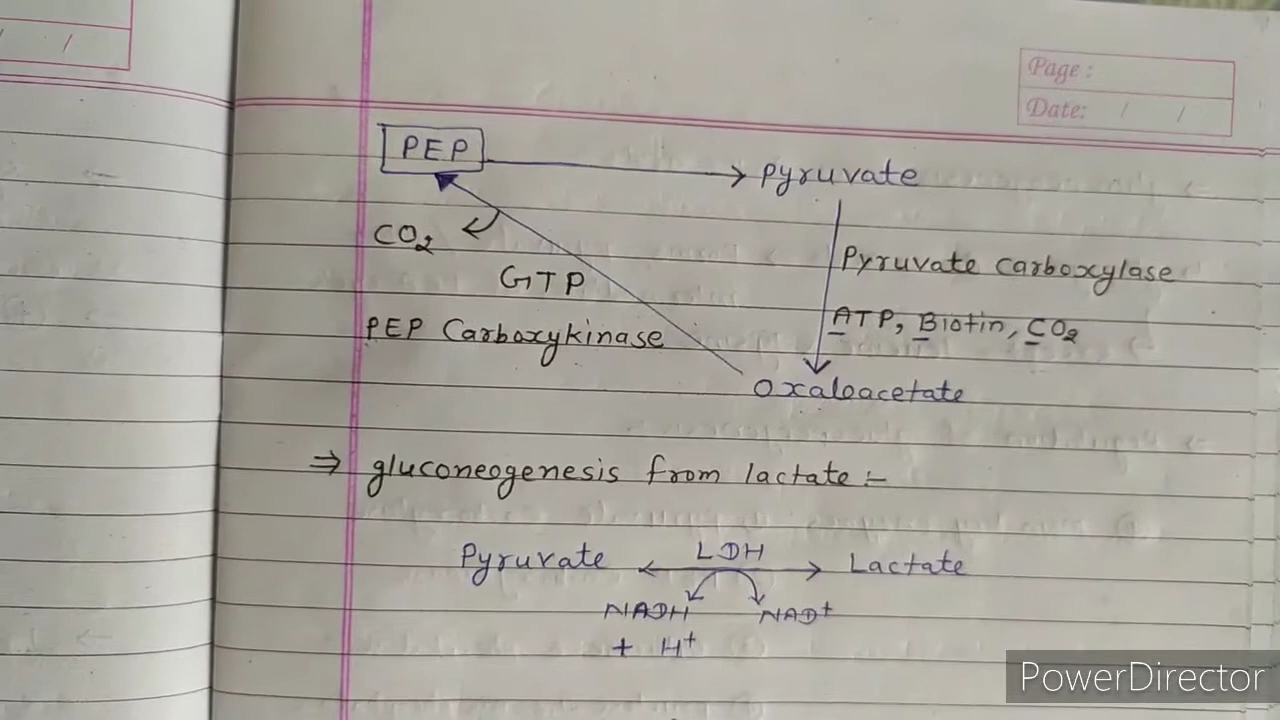 Page:
Date: / /
/ /
PEP
Pyruvate
CO₂
GTP
PEP Carboxykinase
Pyruvate carboxylase
ATP, Biotin, CO₂
Oxaloacetate
⇒ gluconeogenesis from lactate :-
Pyruvate LDH Lactate
NADH NAD⁺
+ H⁺
PowerDirector